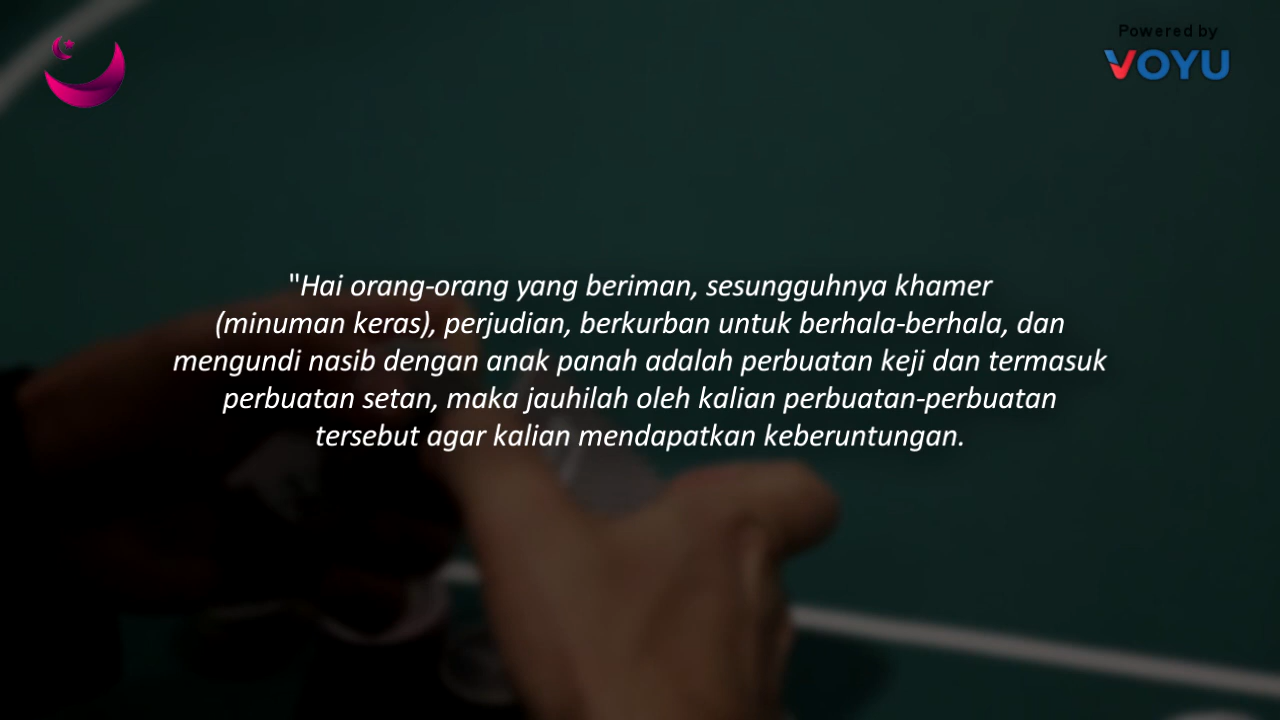 Powered by
VOYU
"Hai orang-orang yang beriman, sesungguhnya khamer
(minuman keras), perjudian, berkurban untuk berhala-berhala, dan
mengundi nasib dengan anak panah adalah perbuatan keji dan termasuk
perbuatan setan, maka jauhilah oleh kalian perbuatan-perbuatan
tersebut agar kalian mendapatkan keberuntungan.